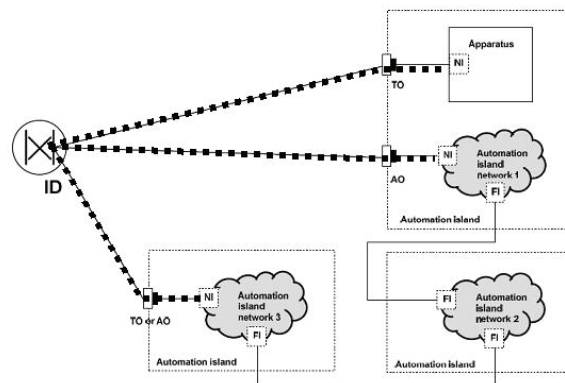 Apparatus
NI
TO
ID
NI
Automation
island
network 1
AO
FI
Automation island
NI
Automation
island
network 3
TO or AO
FI
Automation island
FI
Automation
island
network 2
FI
Automation island